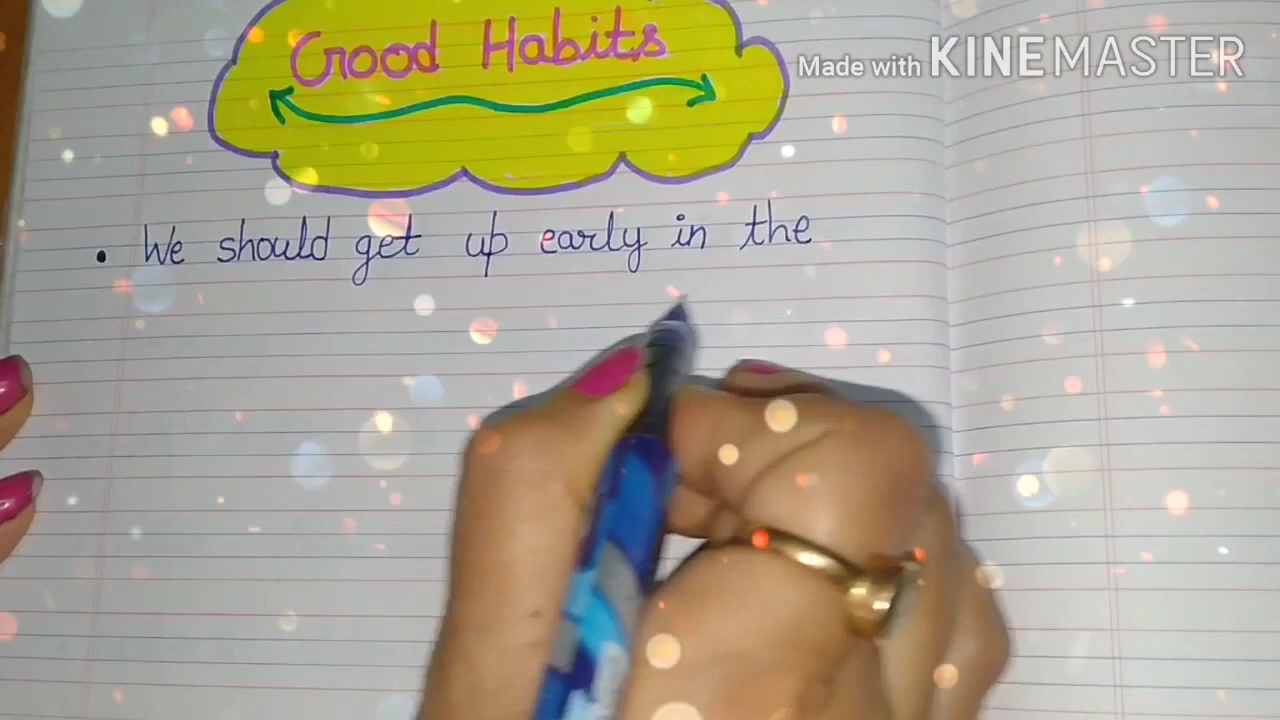 Good Habits
Made with KINEMASTER
• We should get up early in the